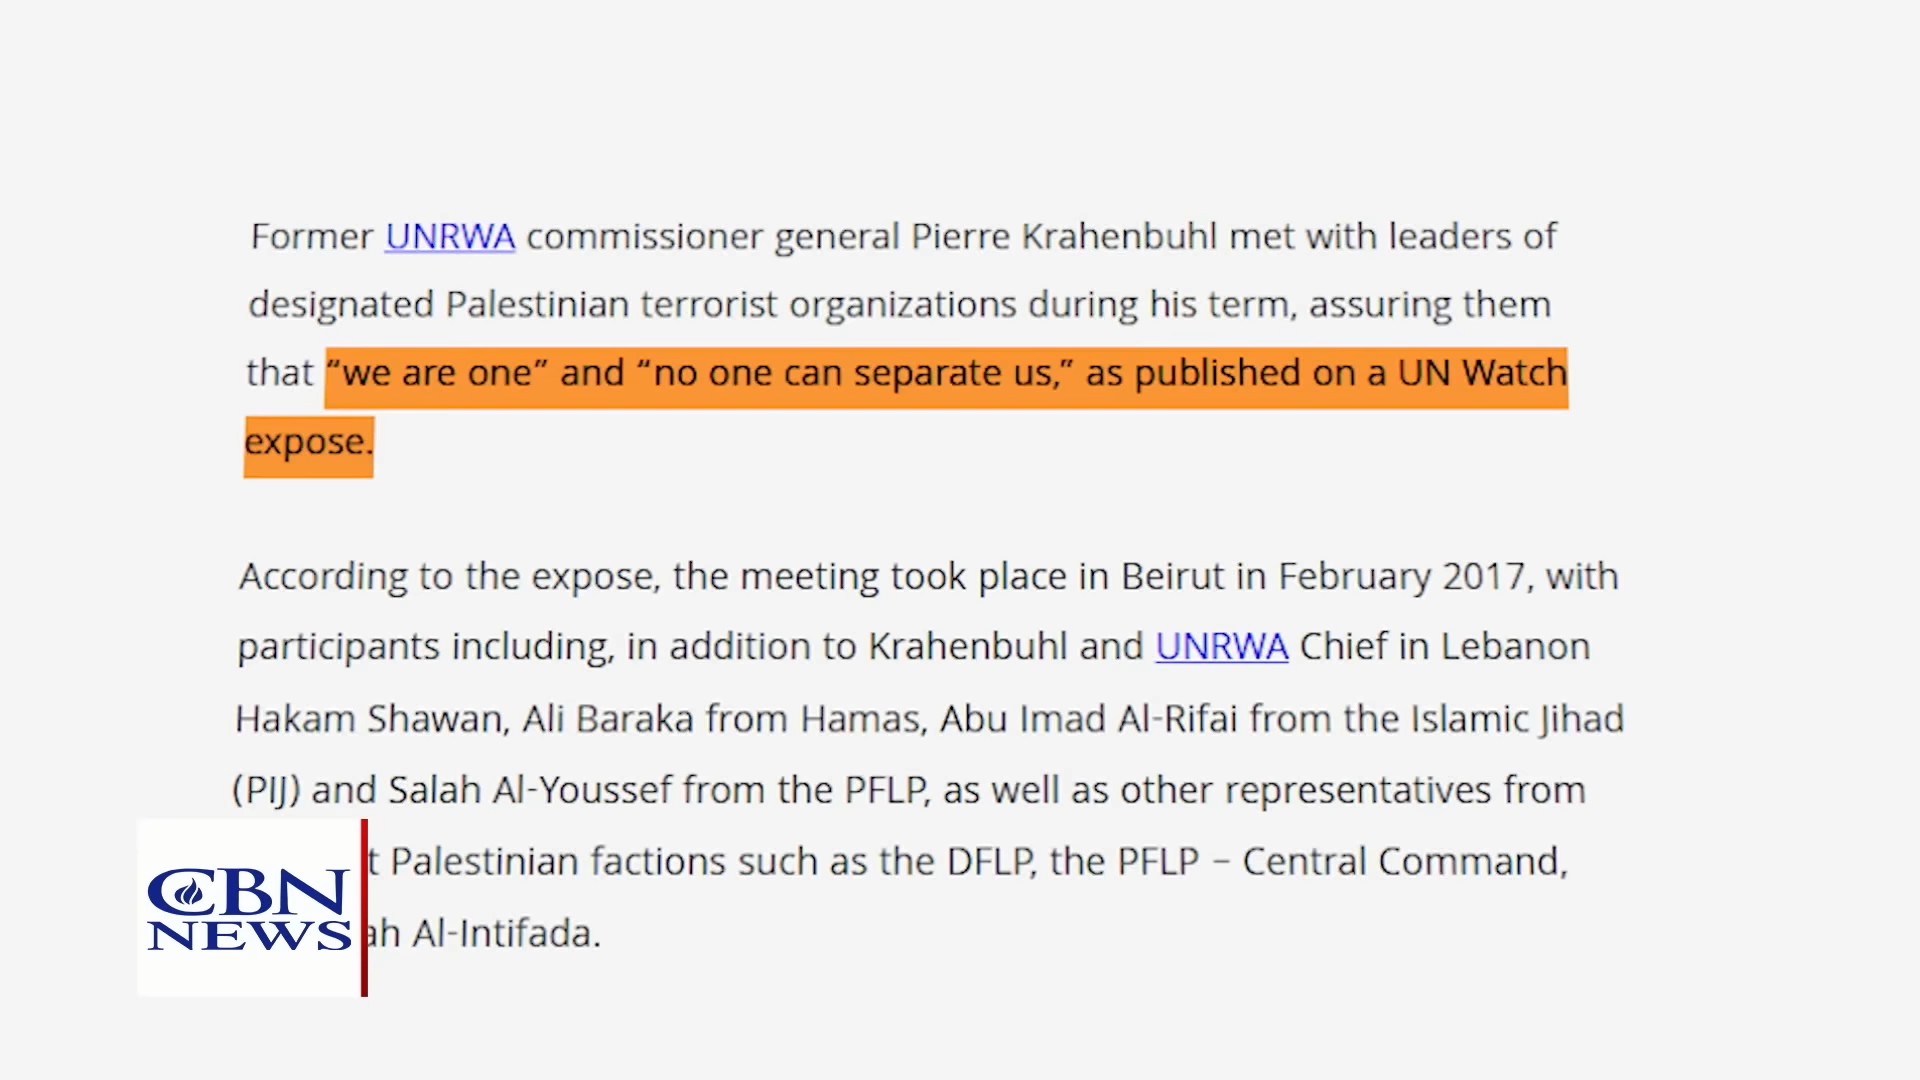 Former UNRWA commissioner general Pierre Krahenbuhl met with leaders of
designated Palestinian terrorist organizations during his term, assuring them
that “we are one” and “no one can separate us,” as published on a UN Watch
expose.
According to the expose, the meeting took place in Beirut in February 2017, with
participants including, in addition to Krahenbuhl and UNRWA Chief in Lebanon
Hakam Shawan, Ali Baraka from Hamas, Abu Imad Al-Rifai from the Islamic Jihad
(PIJ) and Salah Al-Youssef from the PFLP, as well as other representatives from
Palestinian factions such as the DFLP, the PFLP – Central Command,
Al-Intifada.
CBN
NEWS